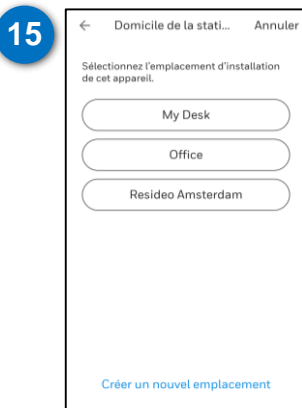 15
Domicile de la stati... Annuler
Sélectionnez l'emplacement d'installation
de cet appareil.
My Desk
Office
Resideo Amsterdam
Créer un nouvel emplacement